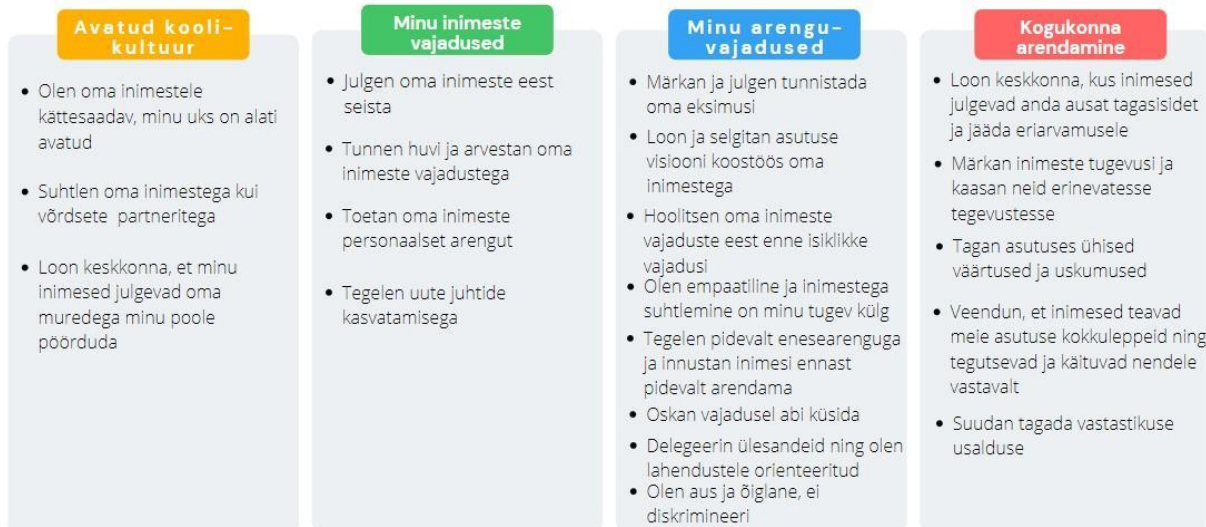 Avatud kooli-
kultuur
• Olen oma inimestele
kättesaadav, minu uks on alati
avatud
• Suhtlen oma inimestega kui
võrdsete partneritega
• Loon keskkonna, et minu
inimesed julgevad oma
muredega minu poole
pöörduda
Minu inimeste
vajadused
• Julgen oma inimeste eest
seista
• Tunnen huvi ja arvestan oma
inimeste vajadustega
• Toetan oma inimeste
personaalset arengut
• Tegelen uute juhtide
kasvatamisega
Minu arengu-
vajadused
• Märkan ja julgen tunnistada
oma eksimusi
• Loon ja selgitan asutuse
visiooni koostöös oma
inimestega
• Hoolitsen oma inimeste
vajaduste eest enne isiklikke
vajadusi
• Olen empaatiline ja inimestega
suhtlemine on minu tugev külg
• Tegelen pidevalt enesearenguga
ja innustan inimesi ennast
pidevalt arendama
• Oskan vajadusel abi küsida
• Delegeerin ülesandeid ning olen
lahendustele orienteeritud
• Olen aus ja õiglane, ei
diskrimineeri
Kogukonna
arendamine
• Loon keskkonna, kus inimesed
julgevad anda ausat tagasisidet
ja jääda eriarvamusele
• Märkan inimeste tugevusi ja
kaasan neid erinevatesse
tegevustesse
• Tagan asutuses ühised
väärtused ja uskumused
• Veendun, et inimesed teavad
meie asutuse kokkuleppeid ning
tegutsevad ja käituvad nendele
vastavalt
• Suudan tagada vastastikuse
usalduse